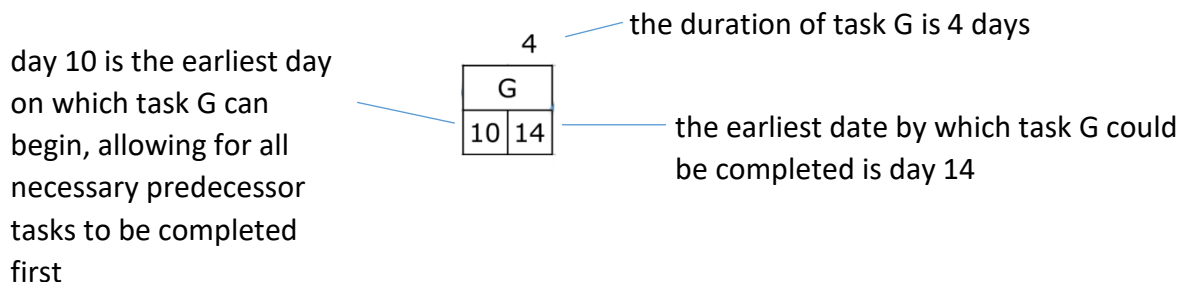 the duration of task G is 4 days
4
day 10 is the earliest day
on which task G can
begin, allowing for all
necessary predecessor
tasks to be completed
first
G
10 14
the earliest date by which task G could
be completed is day 14